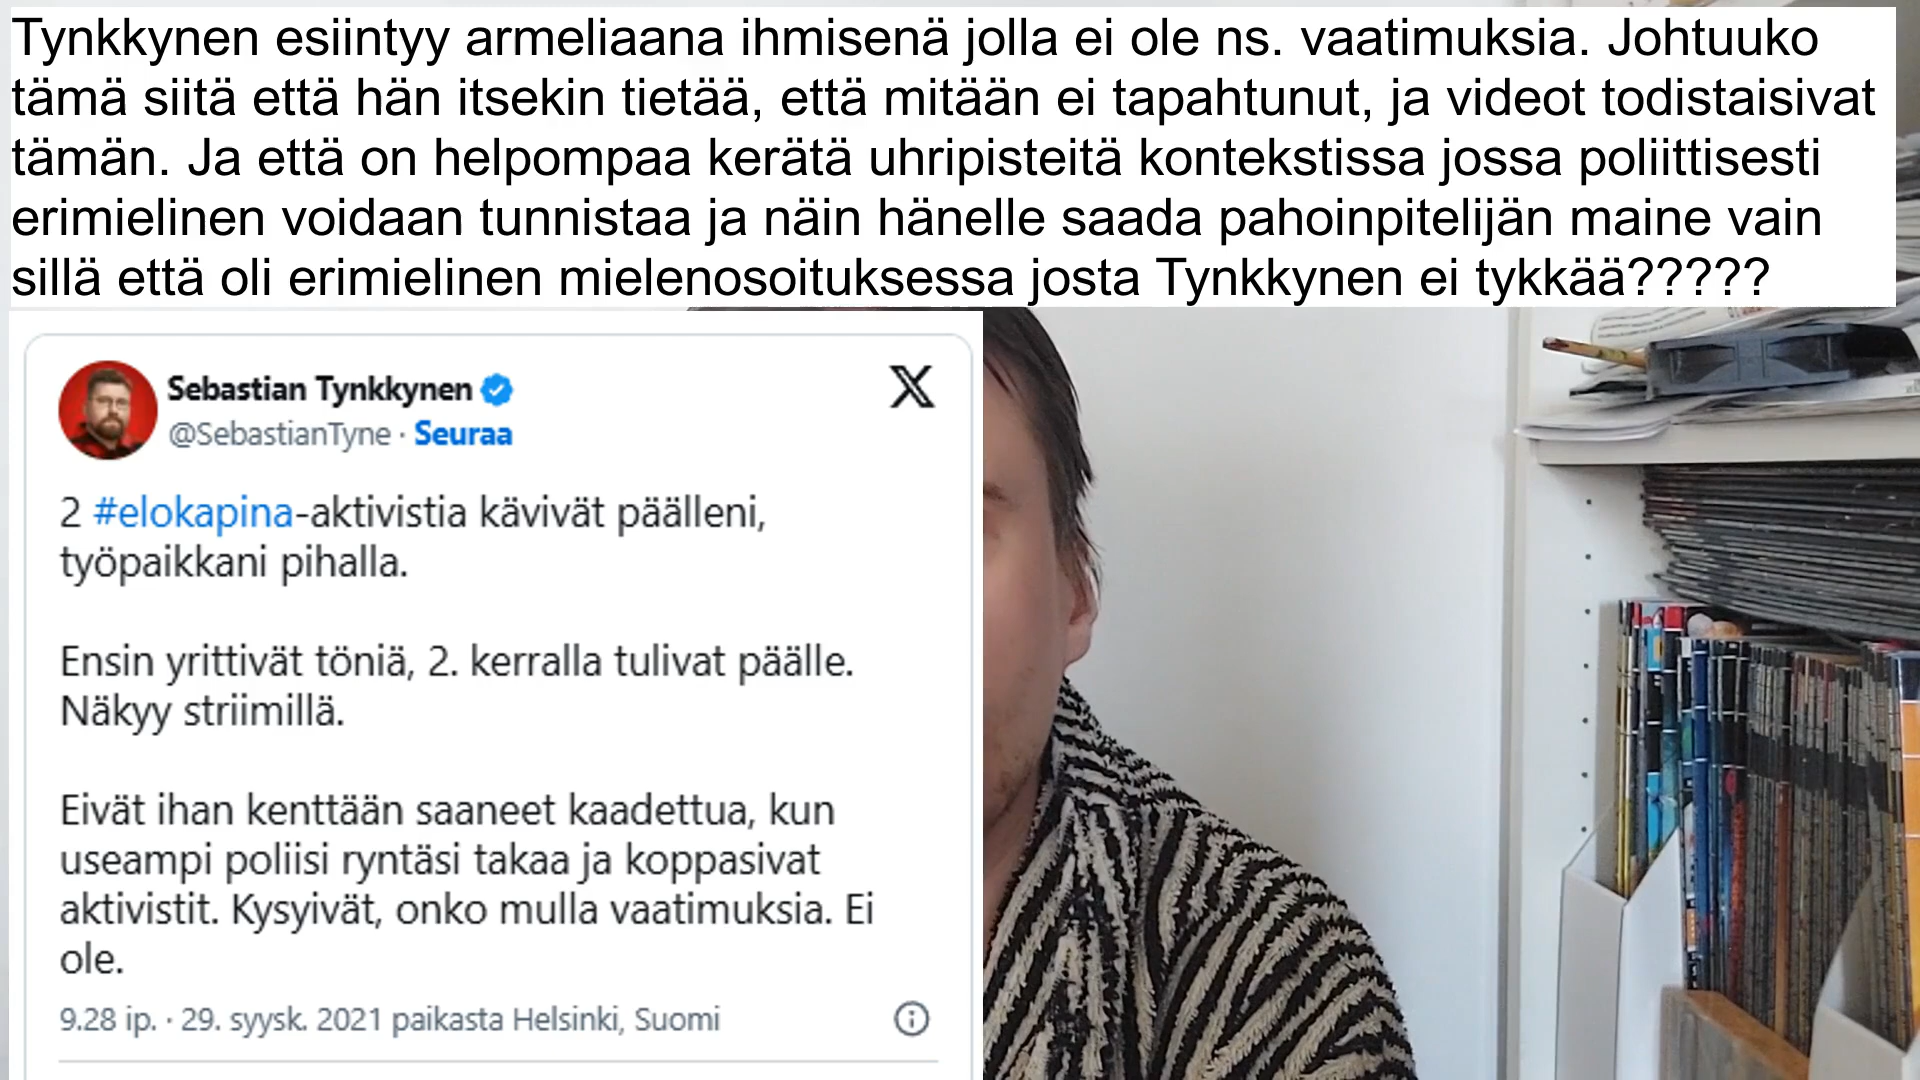 Tynkkynen esiintyy armeliaana ihmisenä jolla ei ole ns. vaatimuksia. Johtuuko
tämä siitä että hän itsekin tietää, että mitään ei tapahtunut, ja videot todistaisivat
tämän. Ja että on helpompaa kerätä uhripisteitä kontekstissa jossa poliittisesti
erimielinen voidaan tunnistaa ja näin hänelle saada pahoinpitelijän maine vain
sillä että oli erimielinen mielenosoituksessa josta Tynkkynen ei tykkää?????
Sebastian Tynkkynen
@SebastianTyne · Seuraa
2 #elokapina-aktivistia kävivät päälleni,
työpaikkani pihalla.
Ensin yrittivät töniä, 2. kerralla tulivat päälle.
Näkyy striimillä.
Eivät ihan kenttään saaneet kaadettua, kun
useampi poliisi ryntäsi takaa ja koppasivat
aktivistit. Kysyivät, onko mulla vaatimuksia. Ei
ole.
9.28 ip. · 29. syysk. 2021 paikasta Helsinki, Suomi